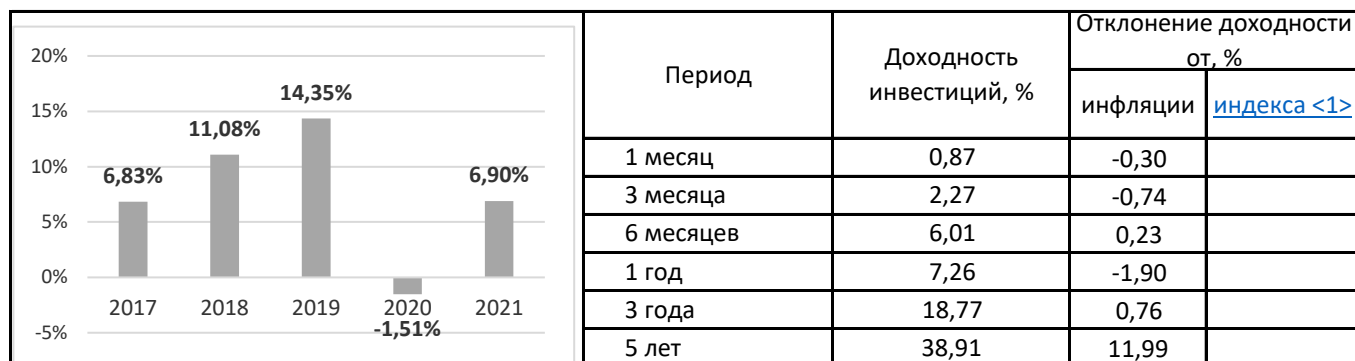 20%
15%
10%
5%
0%
-5%
6,83%
11,08%
14,35%
-1,51%
6,90%
2017 2018 2019 2020 2021
Период
Доходность
инвестиций, %
Отклонение доходности
от, %
инфляции индекса <1>
1 месяц 0,87 -0,30
3 месяца 2,27 -0,74
6 месяцев 6,01 0,23
1 год 7,26 -1,90
3 года 18,77 0,76
5 лет 38,91 11,99